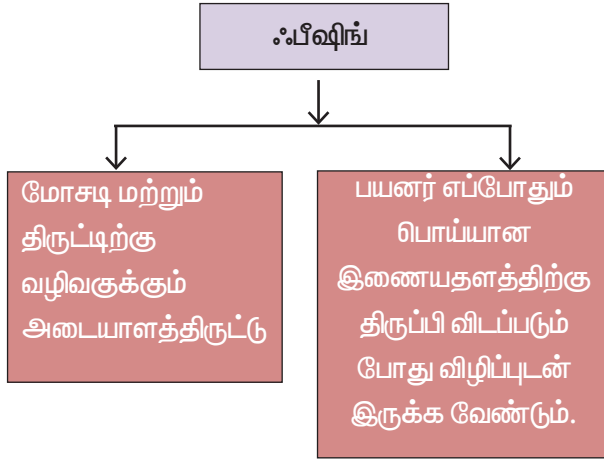 ஃபீஷிங்
மோசடி மற்றும்
திருட்டிற்கு
வழிவகுக்கும்
அடையாளத்திருட்டு
பயனர் எப்போதும்
பொய்யான
இணையதளத்திற்கு
திருப்பி விடப்படும்
போது விழிப்புடன்
இருக்க வேண்டும்.